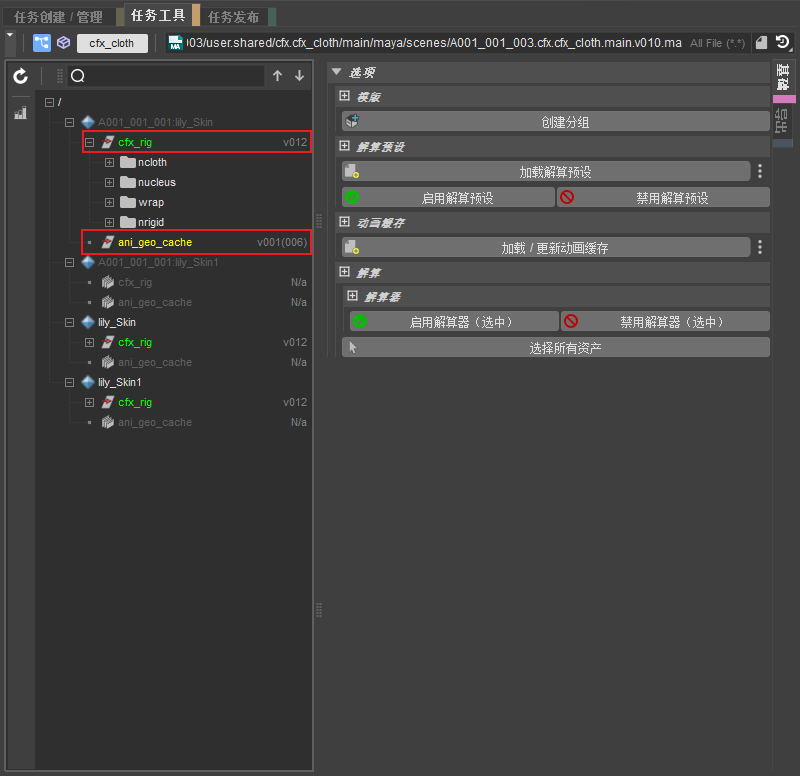 任务创建 / 管理
任务工具
任务发布
cfx_cloth
MA
)03/user.shared/cfx.cfx_cloth/main/maya/scenes/A001_001_003.cfx.cfx_cloth.main.v010.ma
All File (*.*)
/
A001_001_001:lily_Skin
cfx_rig v012
ncloth
nucleus
wrap
nrigid
ani_geo_cache v001(006)
A001_001_001:lily_Skin1
cfx_rig N/a
ani_geo_cache N/a
lily_Skin
cfx_rig v012
ani_geo_cache N/a
lily_Skin1
cfx_rig v012
ani_geo_cache N/a
选项
模版
创建分组
解算预设
加载解算预设
启用解算预设
禁用解算预设
动画缓存
加载 / 更新动画缓存
解算
解算器
启用解算器（选中）
禁用解算器（选中）
选择所有资产
基础